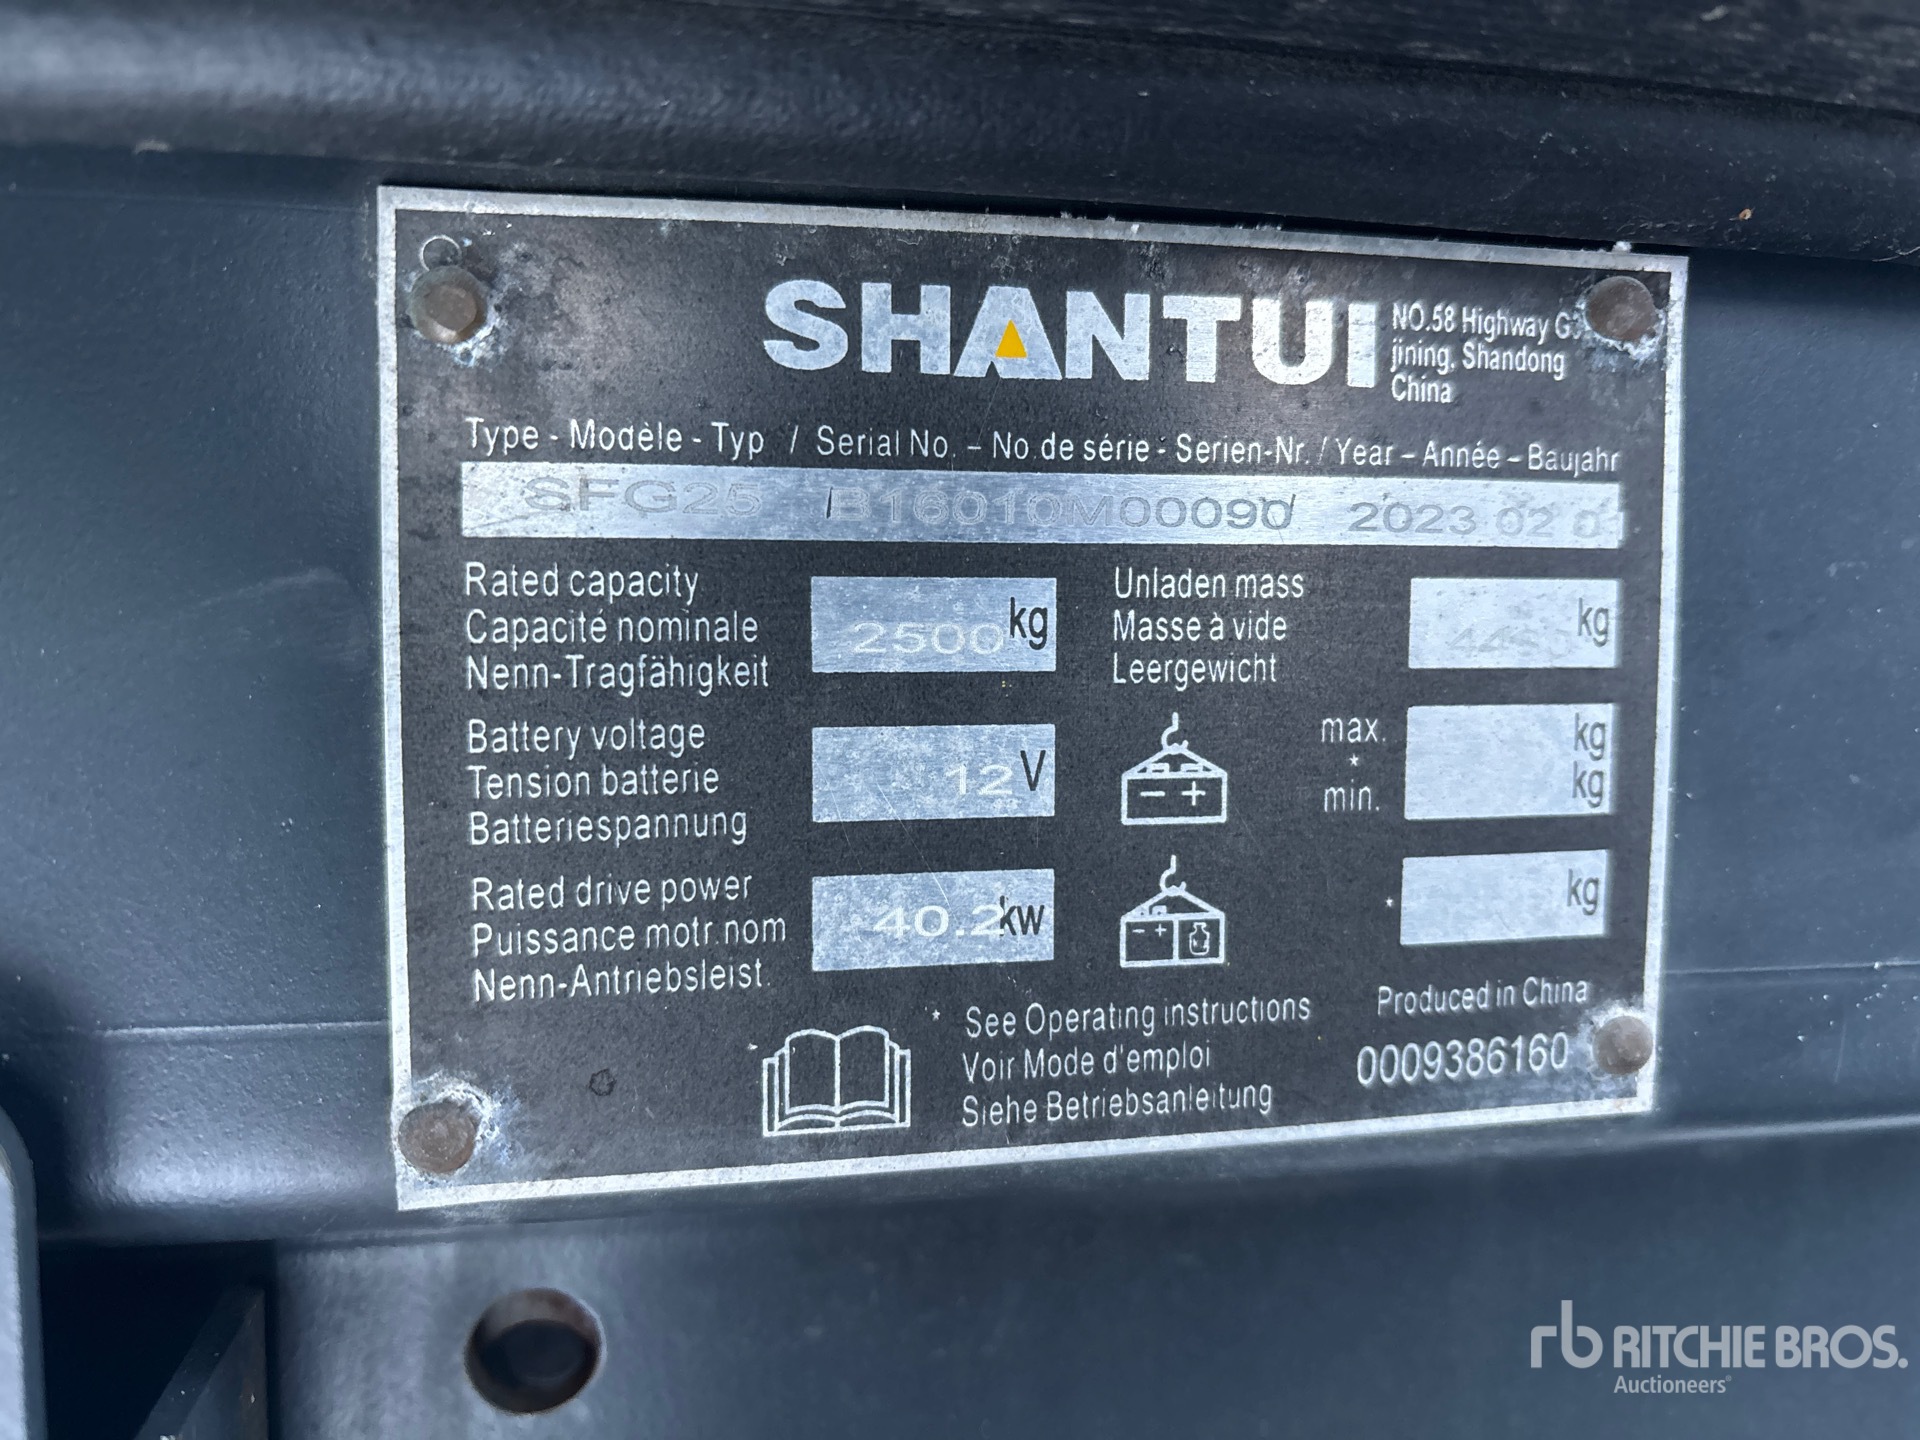 SHANTUI
NO.58 Highway
jining, Shandong
China
Type - Modèle - Typ / Serial No. – No de série - Serien-Nr. / Year – Année – Baujahr
SFG25 B16010M00090 2023 02
Rated capacity
Capacité nominale
Nenn-Tragfähigkeit
2500 kg
Unladen mass
Masse à vide
Leergewicht
kg
Battery voltage
Tension batterie
Batteriespannung
12 V
- +
max.
*
min.
kg
kg
Rated drive power
Puissance motr.nom
Nenn-Antriebsleist.
40.2 kw
- +
*
kg
* See Operating instructions
Voir Mode d'emploi
Siehe Betriebsanleitung
Produced in China
0009386160
rb RITCHIE BROS.
Auctioneers